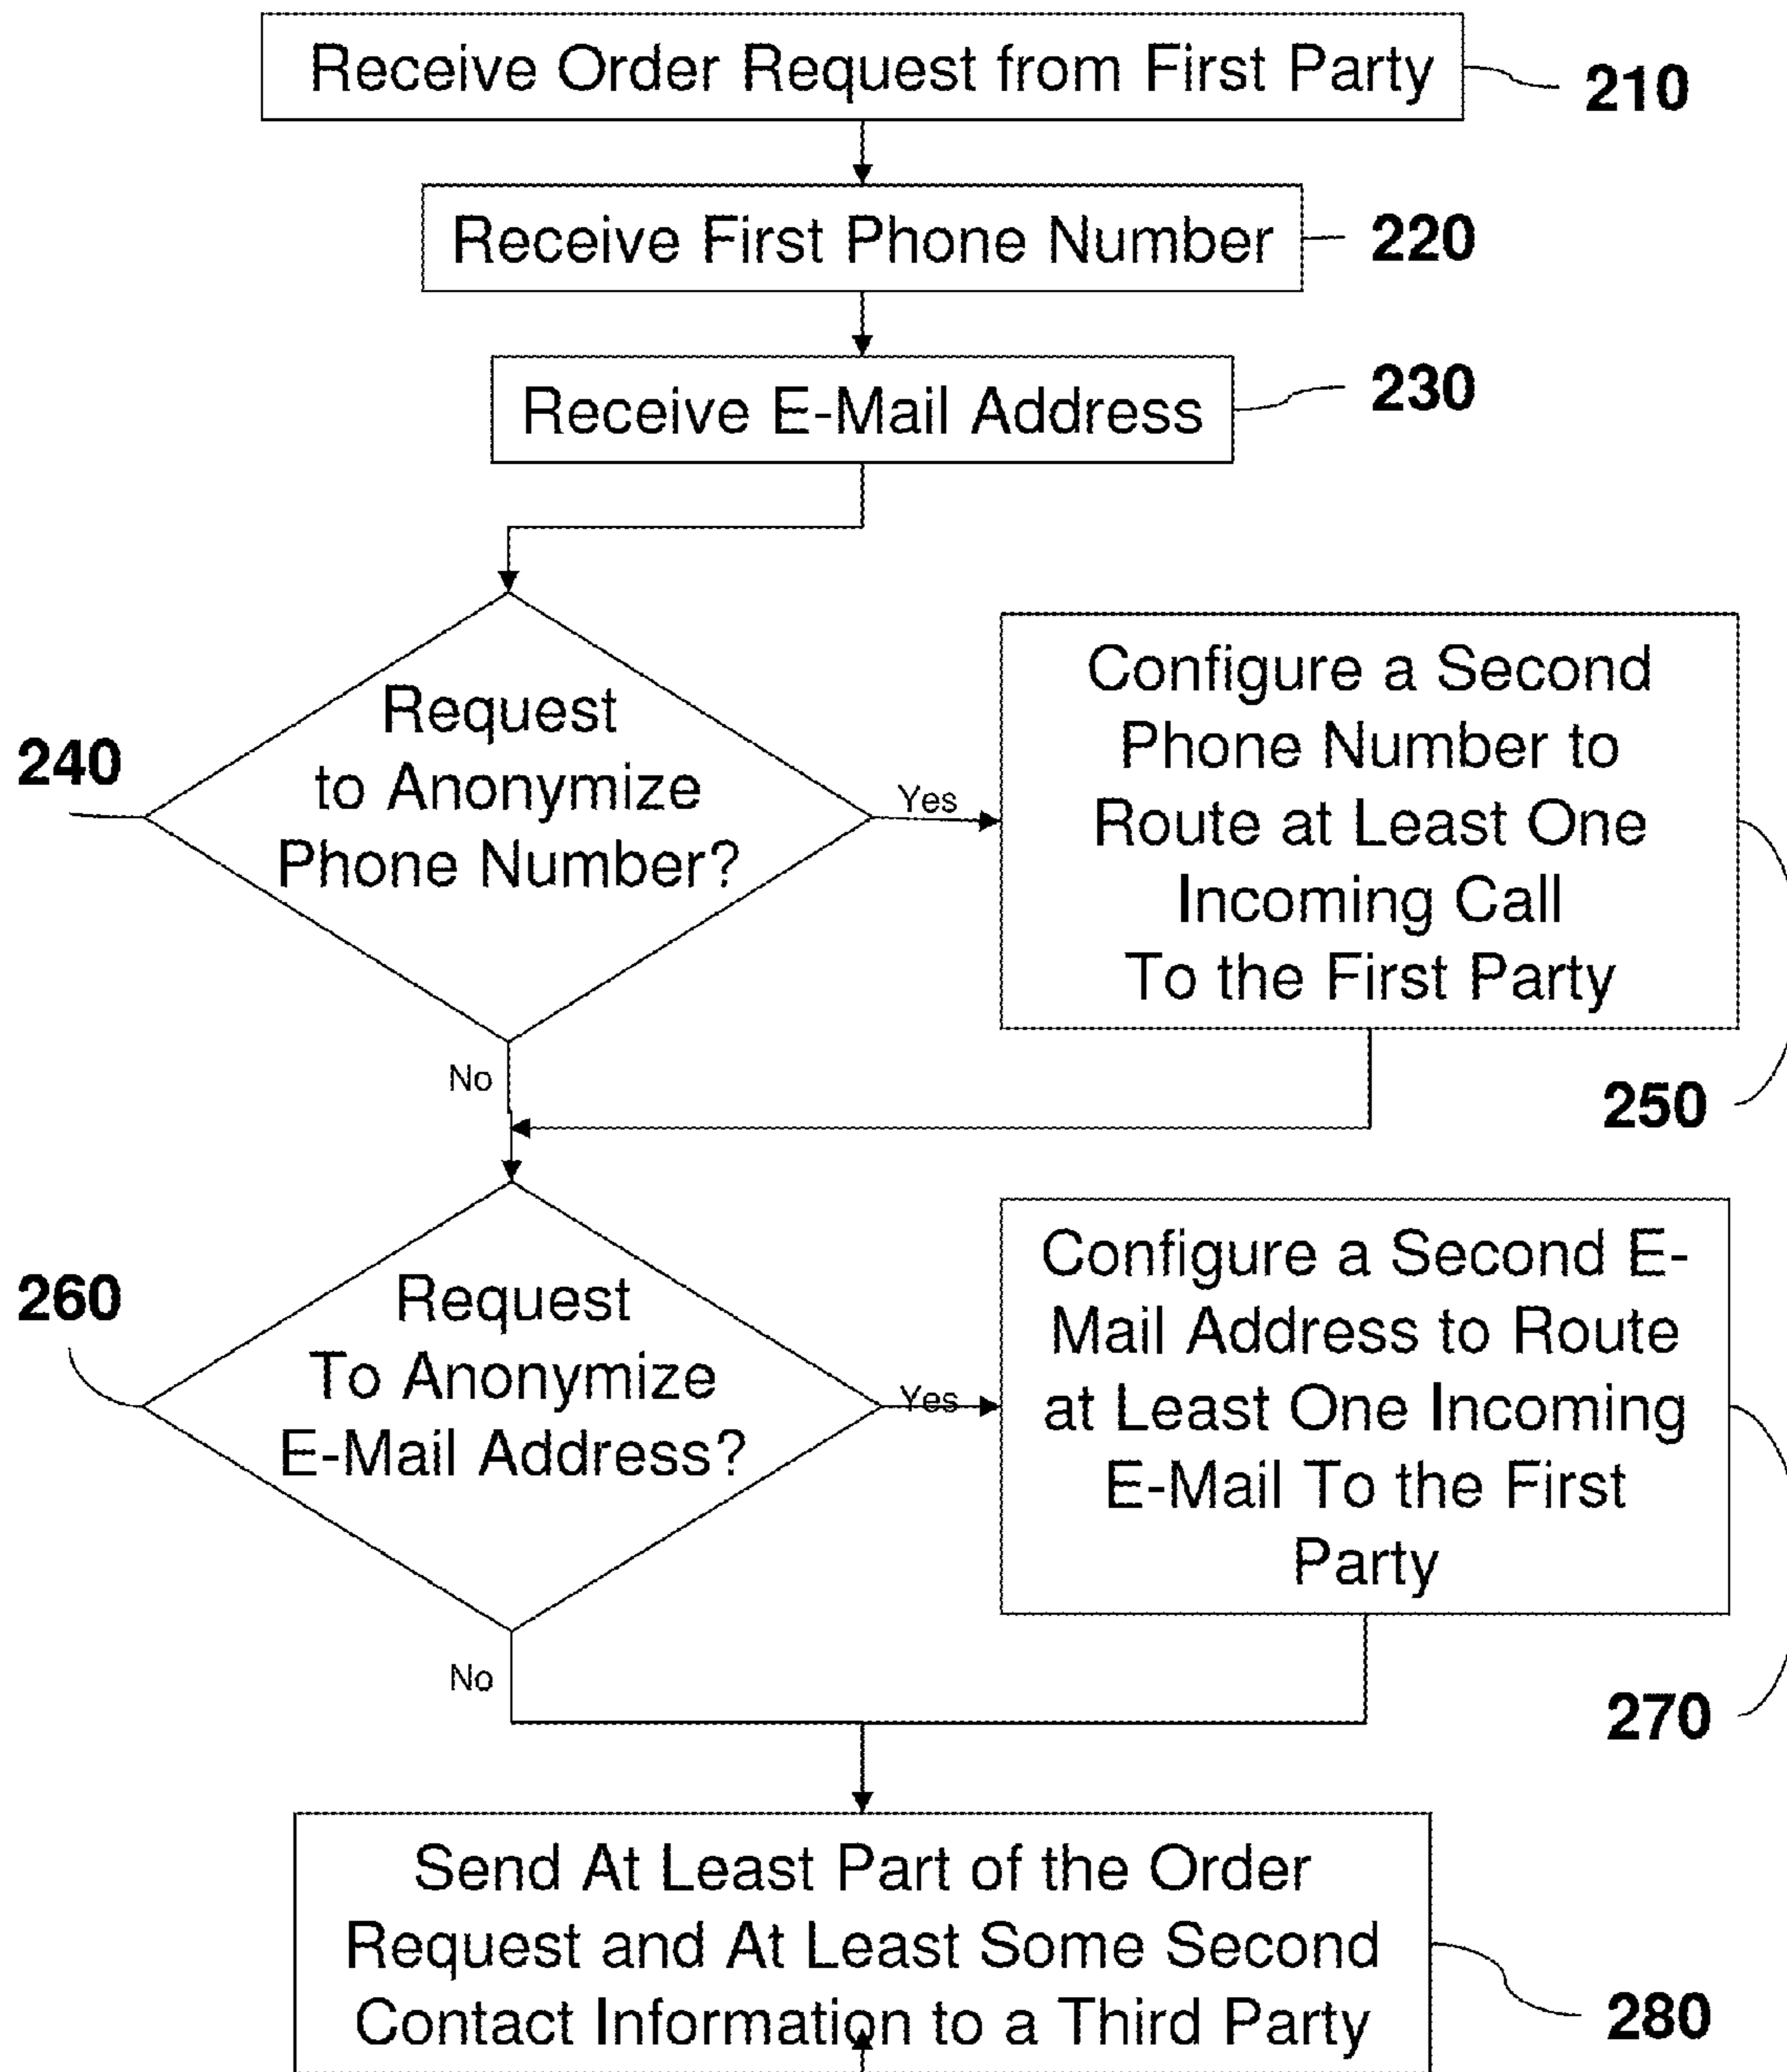 Receive Order Request from First Party
210
Receive First Phone Number
220
Receive E-Mail Address
230
240
Request
to Anonymize
Phone Number?
Yes
No
Configure a Second
Phone Number to
Route at Least One
Incoming Call
To the First Party
250
260
Request
To Anonymize
E-Mail Address?
Yes
No
Configure a Second E-
Mail Address to Route
at Least One Incoming
E-Mail To the First
Party
270
Send At Least Part of the Order
Request and At Least Some Second
Contact Information to a Third Party
280